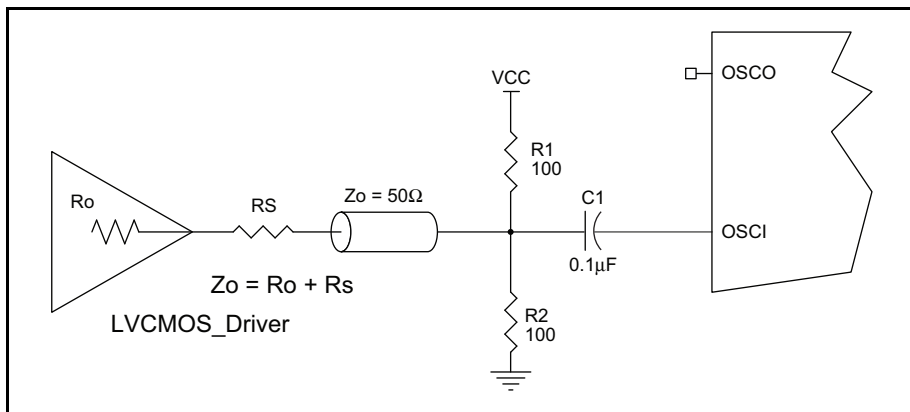 VCC
OSCO
R1
100
Ro
RS
Zo = 50Ω
C1
OSCI
0.1µF
Zo = Ro + Rs
LVCMOS_Driver
R2
100